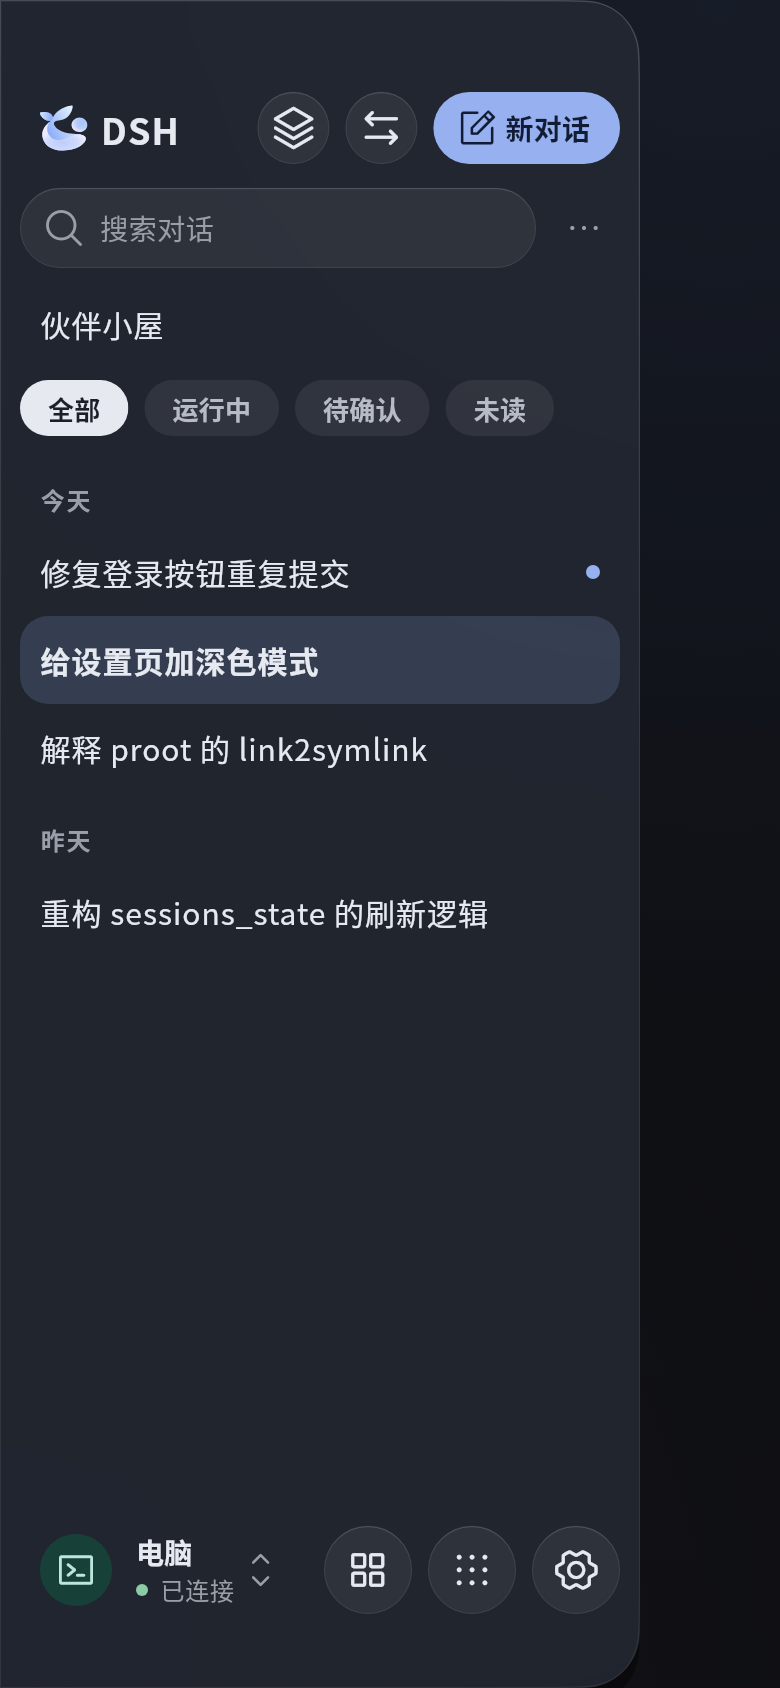 DSH
新对话
搜索对话
伙伴小屋
全部 运行中 待确认 未读
今天
修复登录按钮重复提交
给设置页加深色模式
解释 proot 的 link2symlink
昨天
重构 sessions_state 的刷新逻辑
电脑
已连接